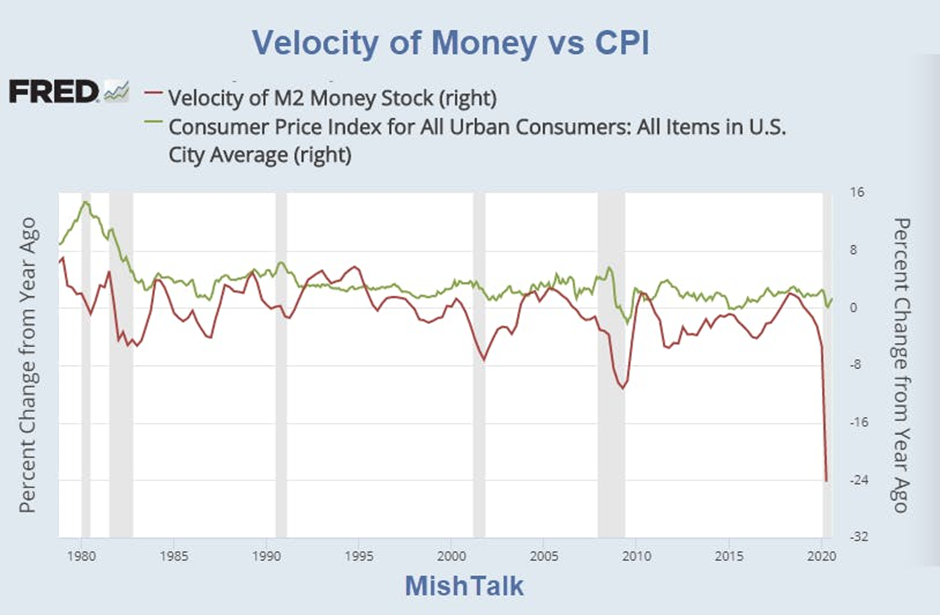 Velocity of Money vs CPI
FRED
Velocity of M2 Money Stock (right)
Consumer Price Index for All Urban Consumers: All Items in U.S.
City Average (right)
Percent Change from Year Ago
16
8
0
-8
-16
-24
-32
Percent Change from Year Ago
1980 1985 1990 1995 2000 2005 2010 2015 2020
MishTalk